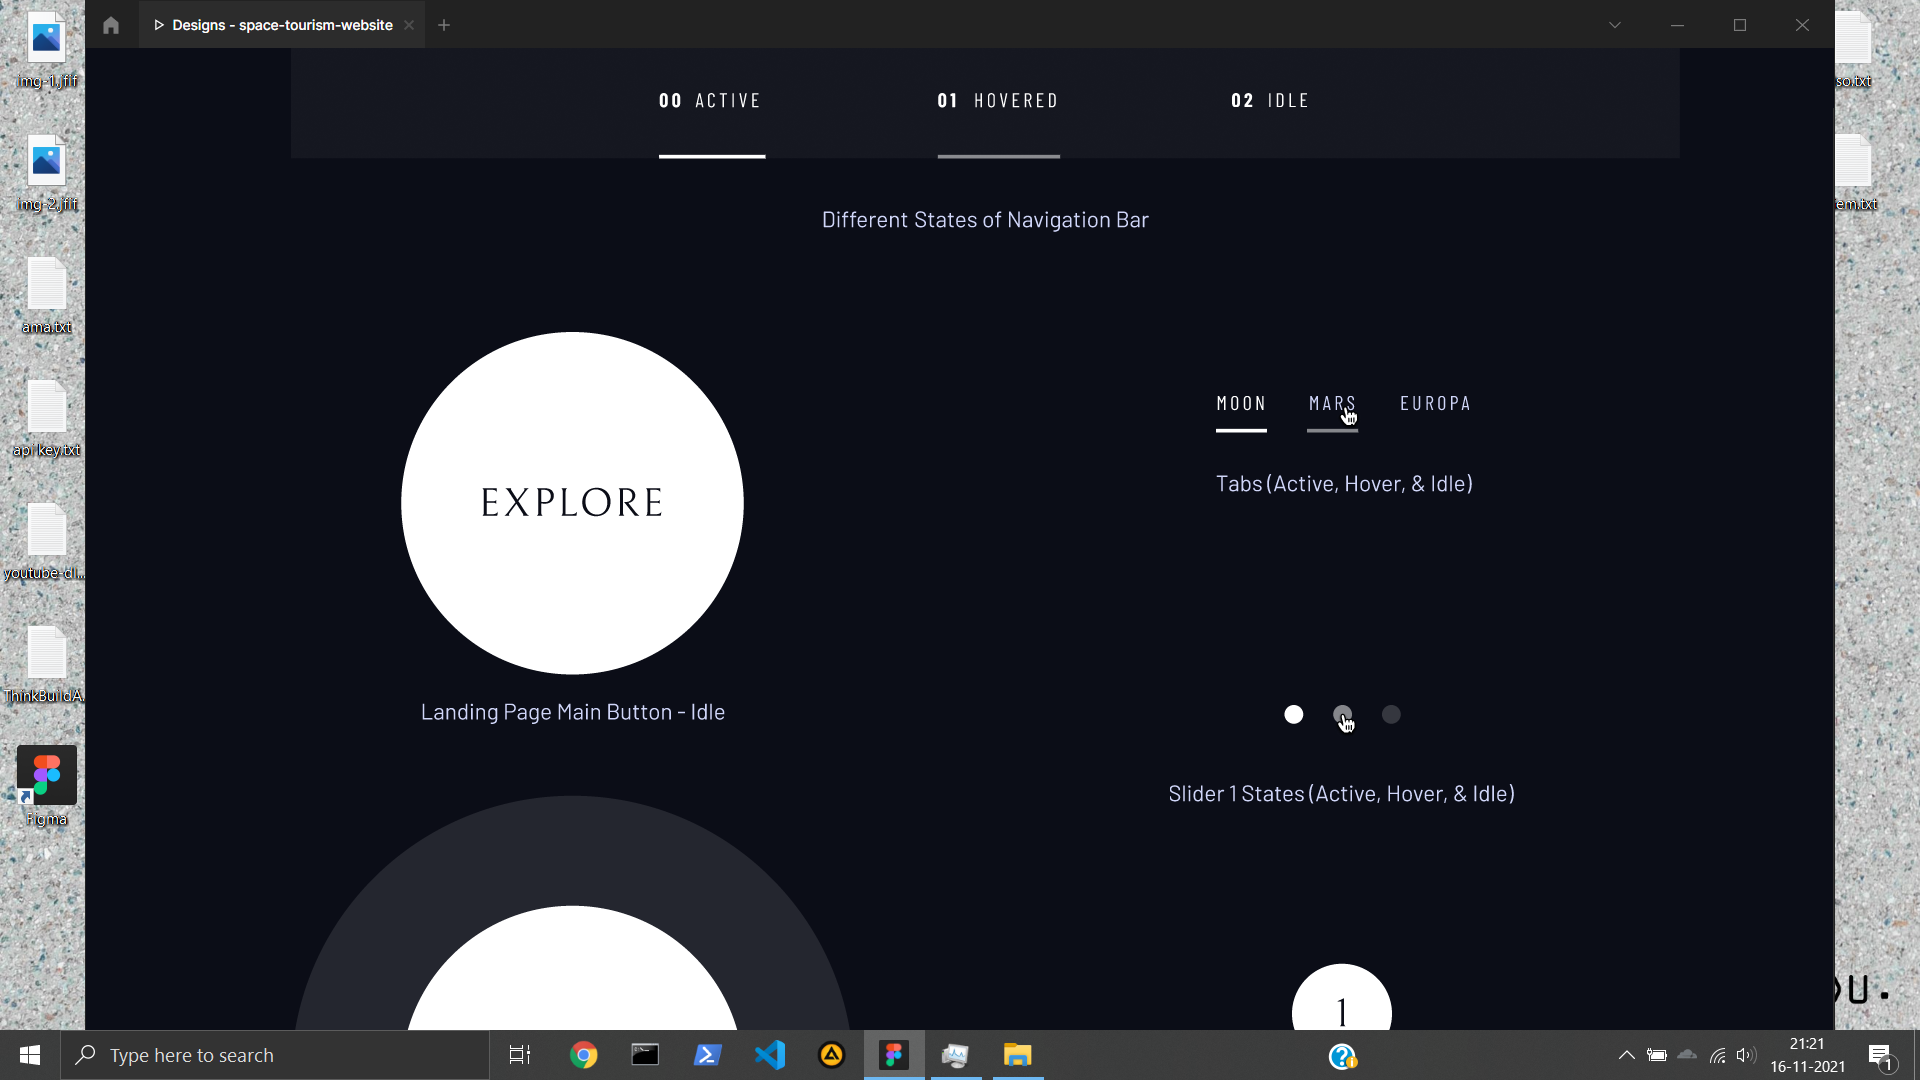 Designs - space-tourism-website
img-1.jfif
img-2.jfif
ama.txt
api key.txt
youtube-dl...
ThinkBuildA...
Figma
so.txt
em.txt
00 ACTIVE
01 HOVERED
02 IDLE
Different States of Navigation Bar
EXPLORE
Landing Page Main Button - Idle
MOON MARS EUROPA
Tabs (Active, Hover, & Idle)
Slider 1 States (Active, Hover, & Idle)
1
OU.
Type here to search
21:21
16-11-2021
1